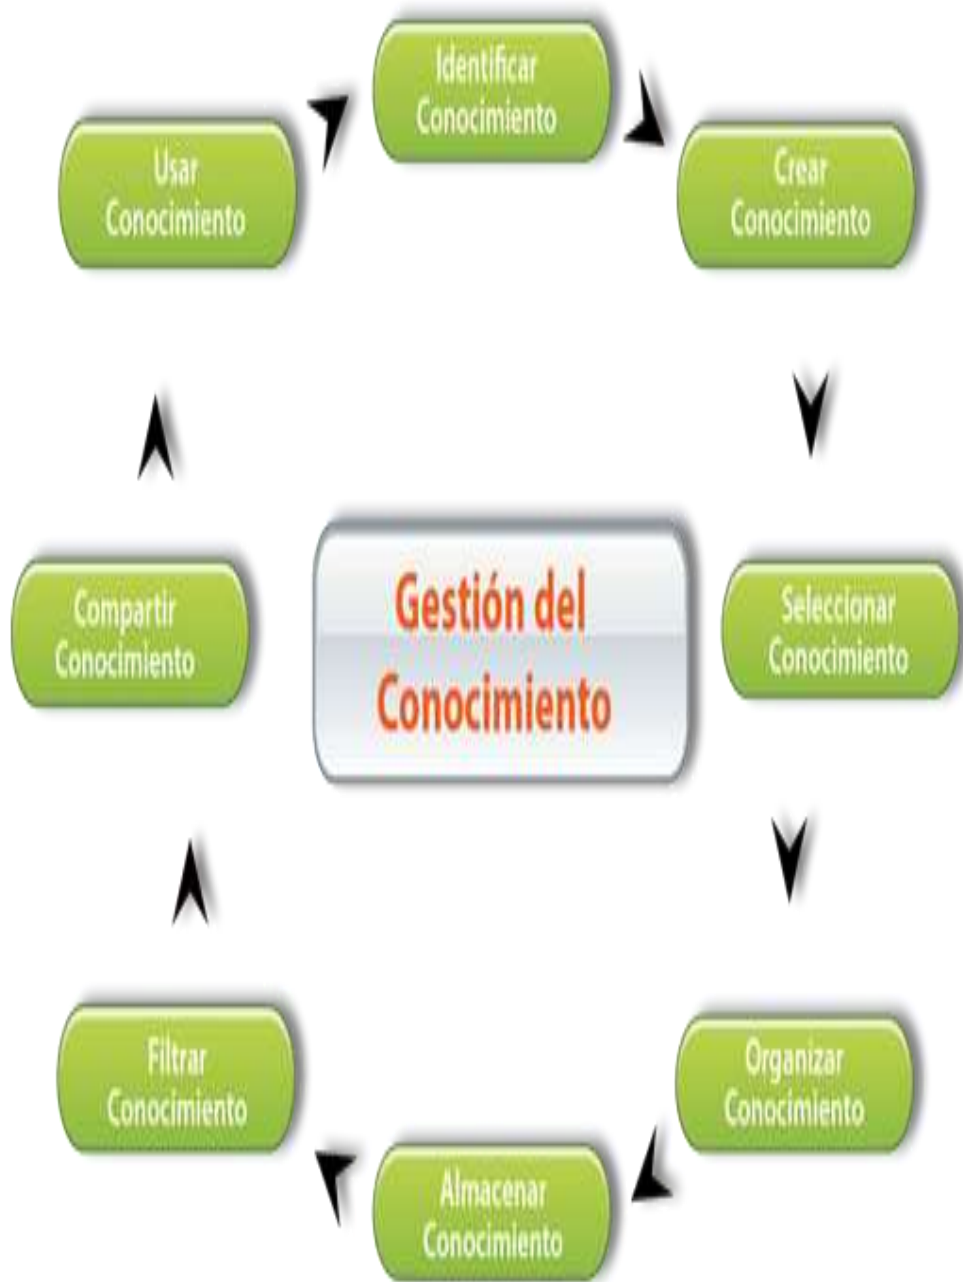 Identificar
Conocimiento
Crear
Conocimiento
Seleccionar
Conocimiento
Organizar
Conocimiento
Almacenar
Conocimiento
Filtrar
Conocimiento
Compartir
Conocimiento
Usar
Conocimiento
Gestión del
Conocimiento